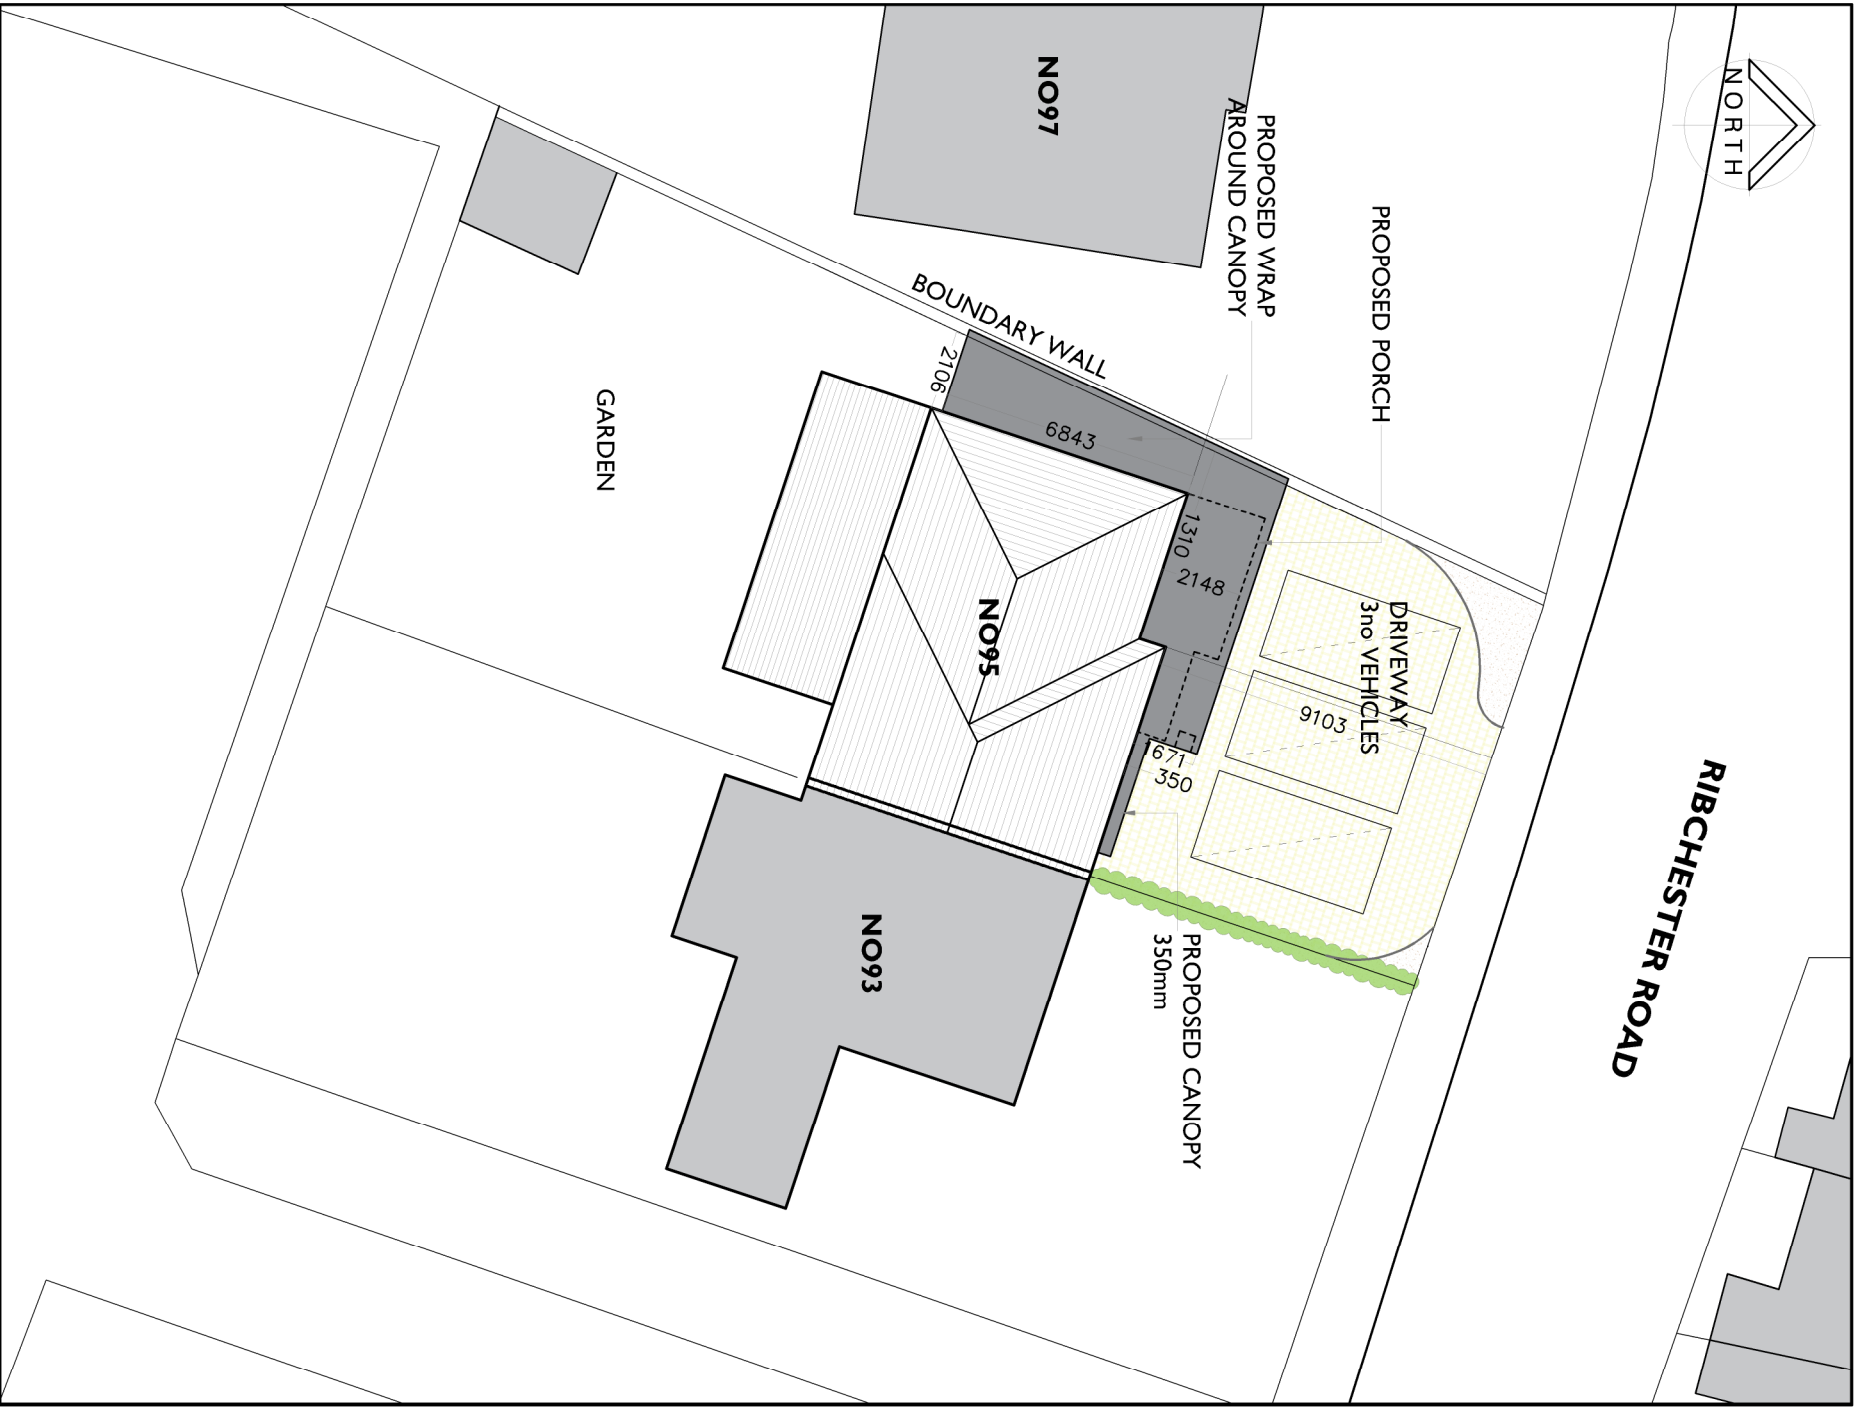 NORTH
RIBCHESTER ROAD
PROPOSED PORCH
PROPOSED WRAP
AROUND CANOPY
NO97
BOUNDARY WALL
2106
6843
1310
2148
DRIVEWAY
3no VEHICLES
9103
671
350
NO95
GARDEN
PROPOSED CANOPY
350mm
NO93